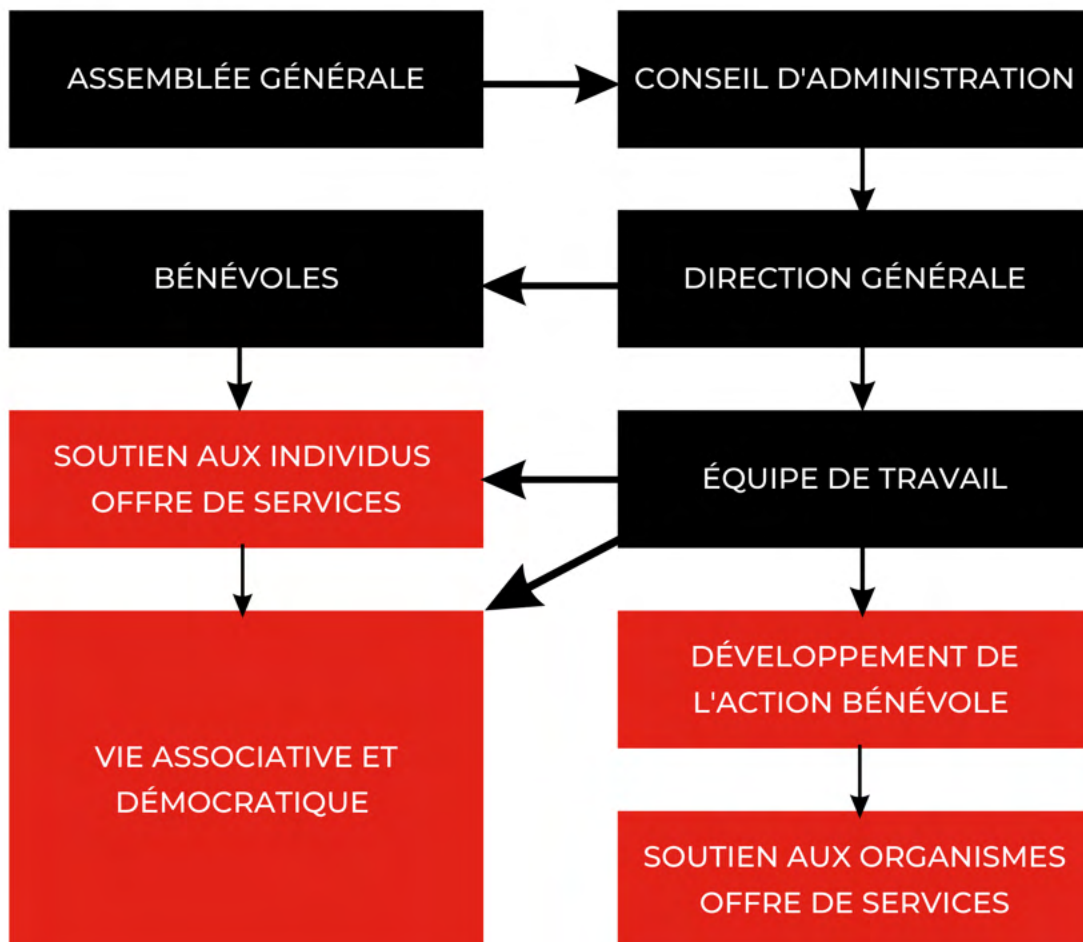 ASSEMBLÉE GÉNÉRALE
CONSEIL D'ADMINISTRATION
BÉNÉVOLES
DIRECTION GÉNÉRALE
SOUTIEN AUX INDIVIDUS
OFFRE DE SERVICES
ÉQUIPE DE TRAVAIL
VIE ASSOCIATIVE ET
DÉMOCRATIQUE
DÉVELOPPEMENT DE
L'ACTION BÉNÉVOLE
SOUTIEN AUX ORGANISMES
OFFRE DE SERVICES